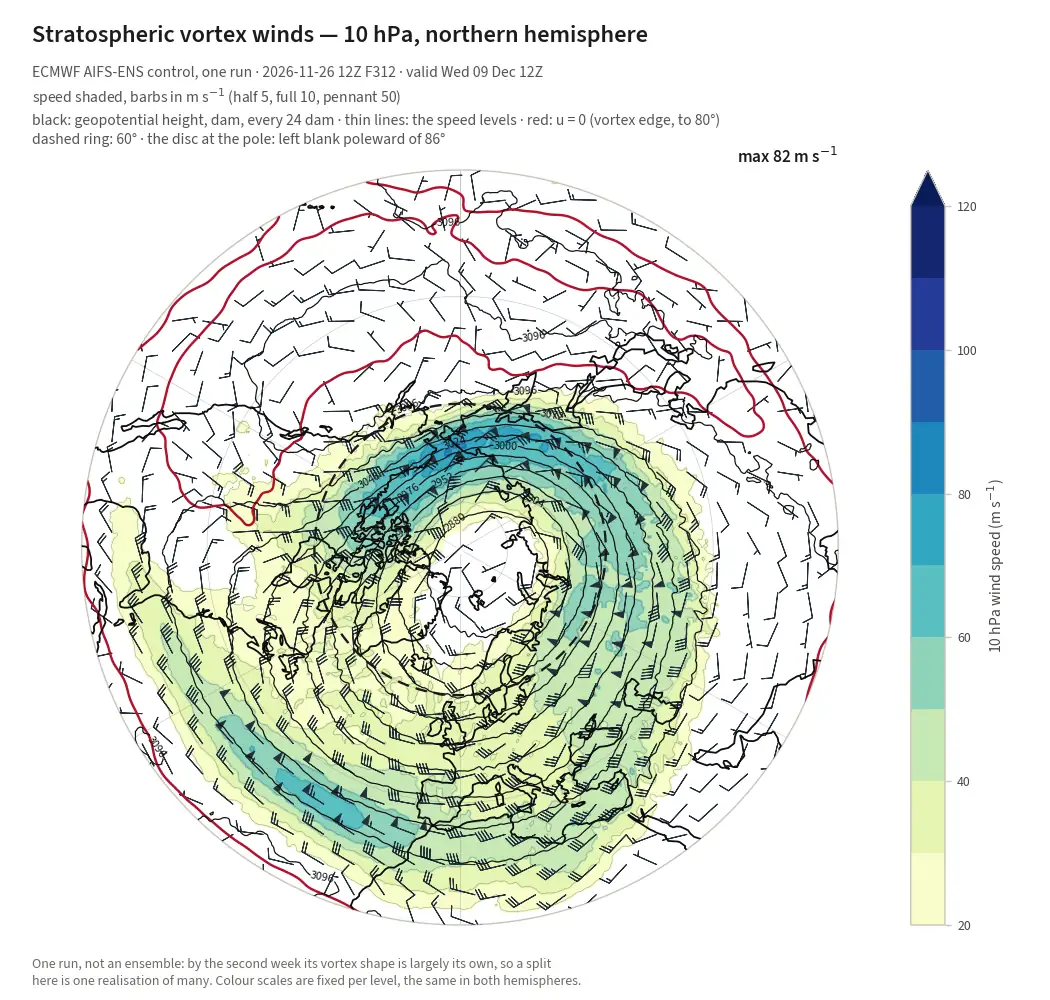 Stratospheric vortex winds — 10 hPa, northern hemisphere
ECMWF AIFS-ENS control, one run · 2026-11-26 12Z F312 · valid Wed 09 Dec 12Z
speed shaded, barbs in m s⁻¹ (half 5, full 10, pennant 50)
black: geopotential height, dam, every 24 dam · thin lines: the speed levels · red: u = 0 (vortex edge, to 80°)
dashed ring: 60° · the disc at the pole: left blank poleward of 86°
max 82 m s⁻¹
120
100
80
60
40
20
10 hPa wind speed (m s⁻¹)
3096
3096
3096
3000
2880
3096
3096
One run, not an ensemble: by the second week its vortex shape is largely its own, so a split
here is one realisation of many. Colour scales are fixed per level, the same in both hemispheres.